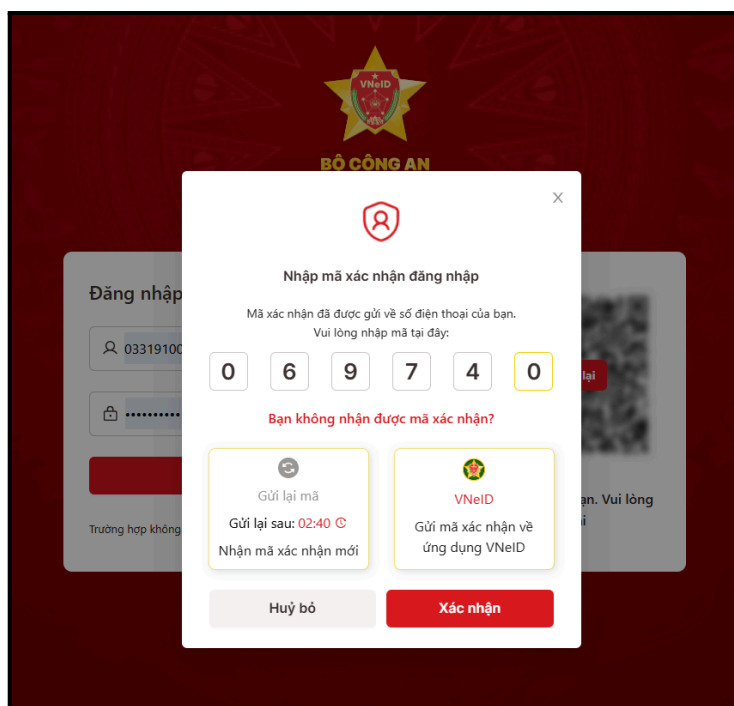 VNeID
BỘ CÔNG AN
Nhập mã xác nhận đăng nhập
Mã xác nhận đã được gửi về số điện thoại của bạn.
Vui lòng nhập mã tại đây:
0 6 9 7 4 0
Bạn không nhận được mã xác nhận?
Gửi lại mã
Gửi lại sau: 02:40
Nhận mã xác nhận mới
VNeID
Gửi mã xác nhận về
ứng dụng VNeID
Huỷ bỏ
Xác nhận
Đăng nhập
03319100
Trường hợp không
lại
ạn. Vui lòng